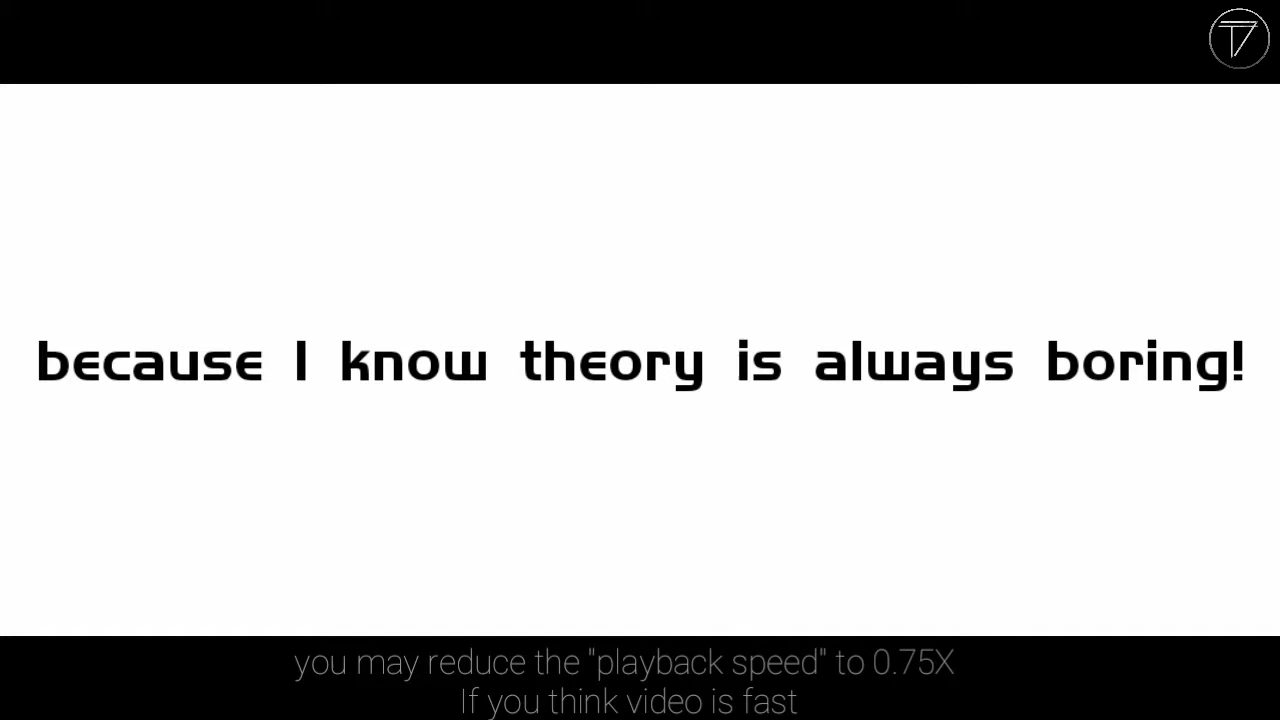 because I know theory is always boring!
you may reduce the "playback speed" to 0.75X
If you think video is fast